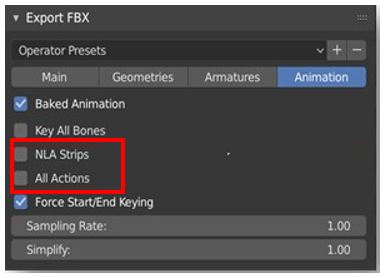 Export FBX
Operator Presets
Main Geometries Armatures Animation
Baked Animation
Key All Bones
NLA Strips
All Actions
Force Start/End Keying
Sampling Rate: 1.00
Simplify: 1.00